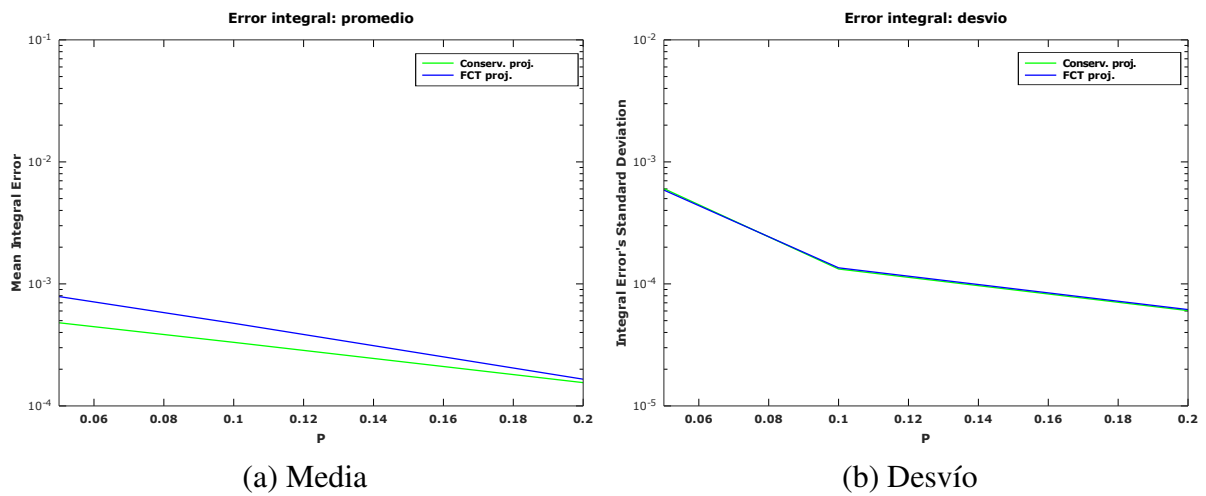 Error integral: promedio
10^-1
10^-2
10^-3
10^-4
Mean Integral Error
Conserv. proj.
FCT proj.
0.06 0.08 0.1 0.12 0.14 0.16 0.18 0.2
P
(a) Media
Error integral: desvio
10^-2
10^-3
10^-4
10^-5
Integral Error's Standard Deviation
Conserv. proj.
FCT proj.
0.06 0.08 0.1 0.12 0.14 0.16 0.18 0.2
P
(b) Desvío